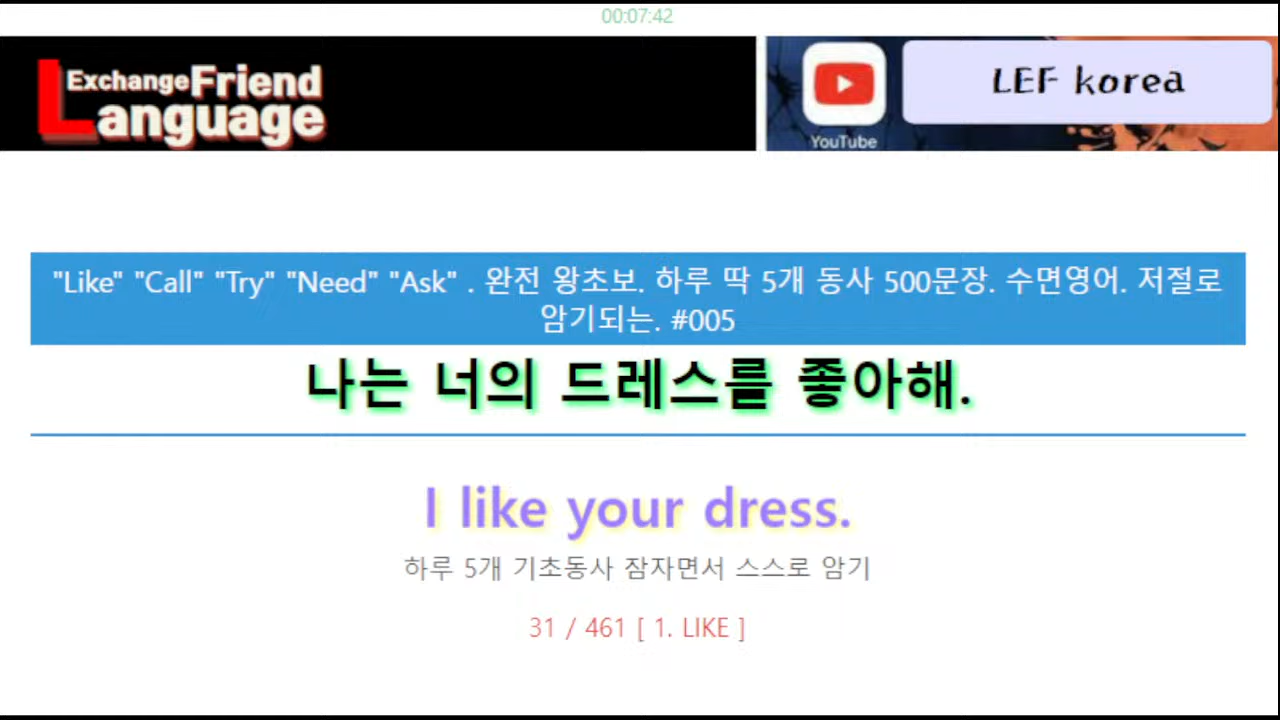 00:07:42
Exchange Friend
Language
LEF korea
YouTube
"Like" "Call" "Try" "Need" "Ask" . 완전 왕초보. 하루 딱 5개 동사 500문장. 수면영어. 저절로
암기되는. #005
나는 너의 드레스를 좋아해.
I like your dress.
하루 5개 기초동사 잠자면서 스스로 암기
31 / 461 [ 1. LIKE ]